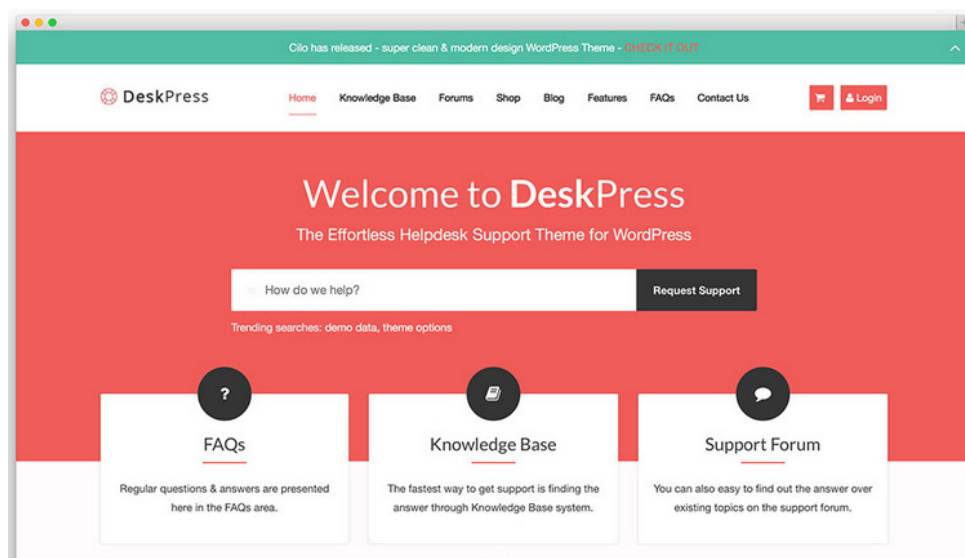 Cilo has released - super clean & modern design WordPress Theme - CHECK IT OUT
DeskPress
Home Knowledge Base Forums Shop Blog Features FAQs Contact Us
Login
Welcome to DeskPress
The Effortless Helpdesk Support Theme for WordPress
How do we help?
Request Support
Trending searches: demo data, theme options
?
FAQs
Regular questions & answers are presented
here in the FAQs area.
Knowledge Base
The fastest way to get support is finding the
answer through Knowledge Base system.
Support Forum
You can also easy to find out the answer over
existing topics on the support forum.